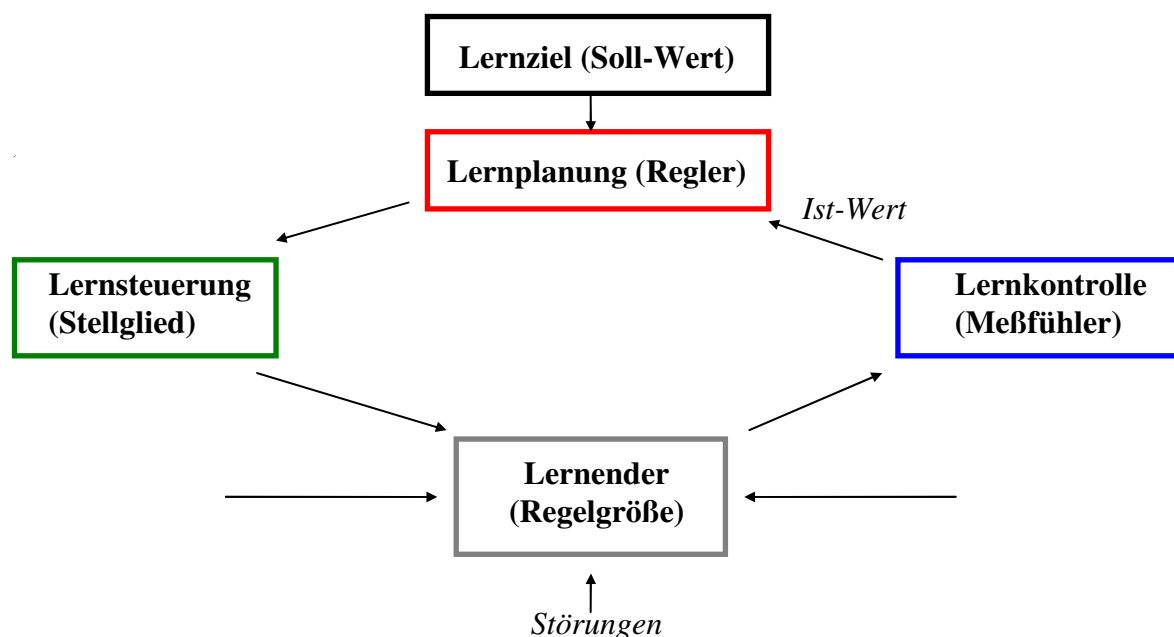 Lernziel (Soll-Wert)
Lernplanung (Regler)
Ist-Wert
Lernsteuerung
(Stellglied)
Lernkontrolle
(Meßfühler)
Lernender
(Regelgröße)
Störungen